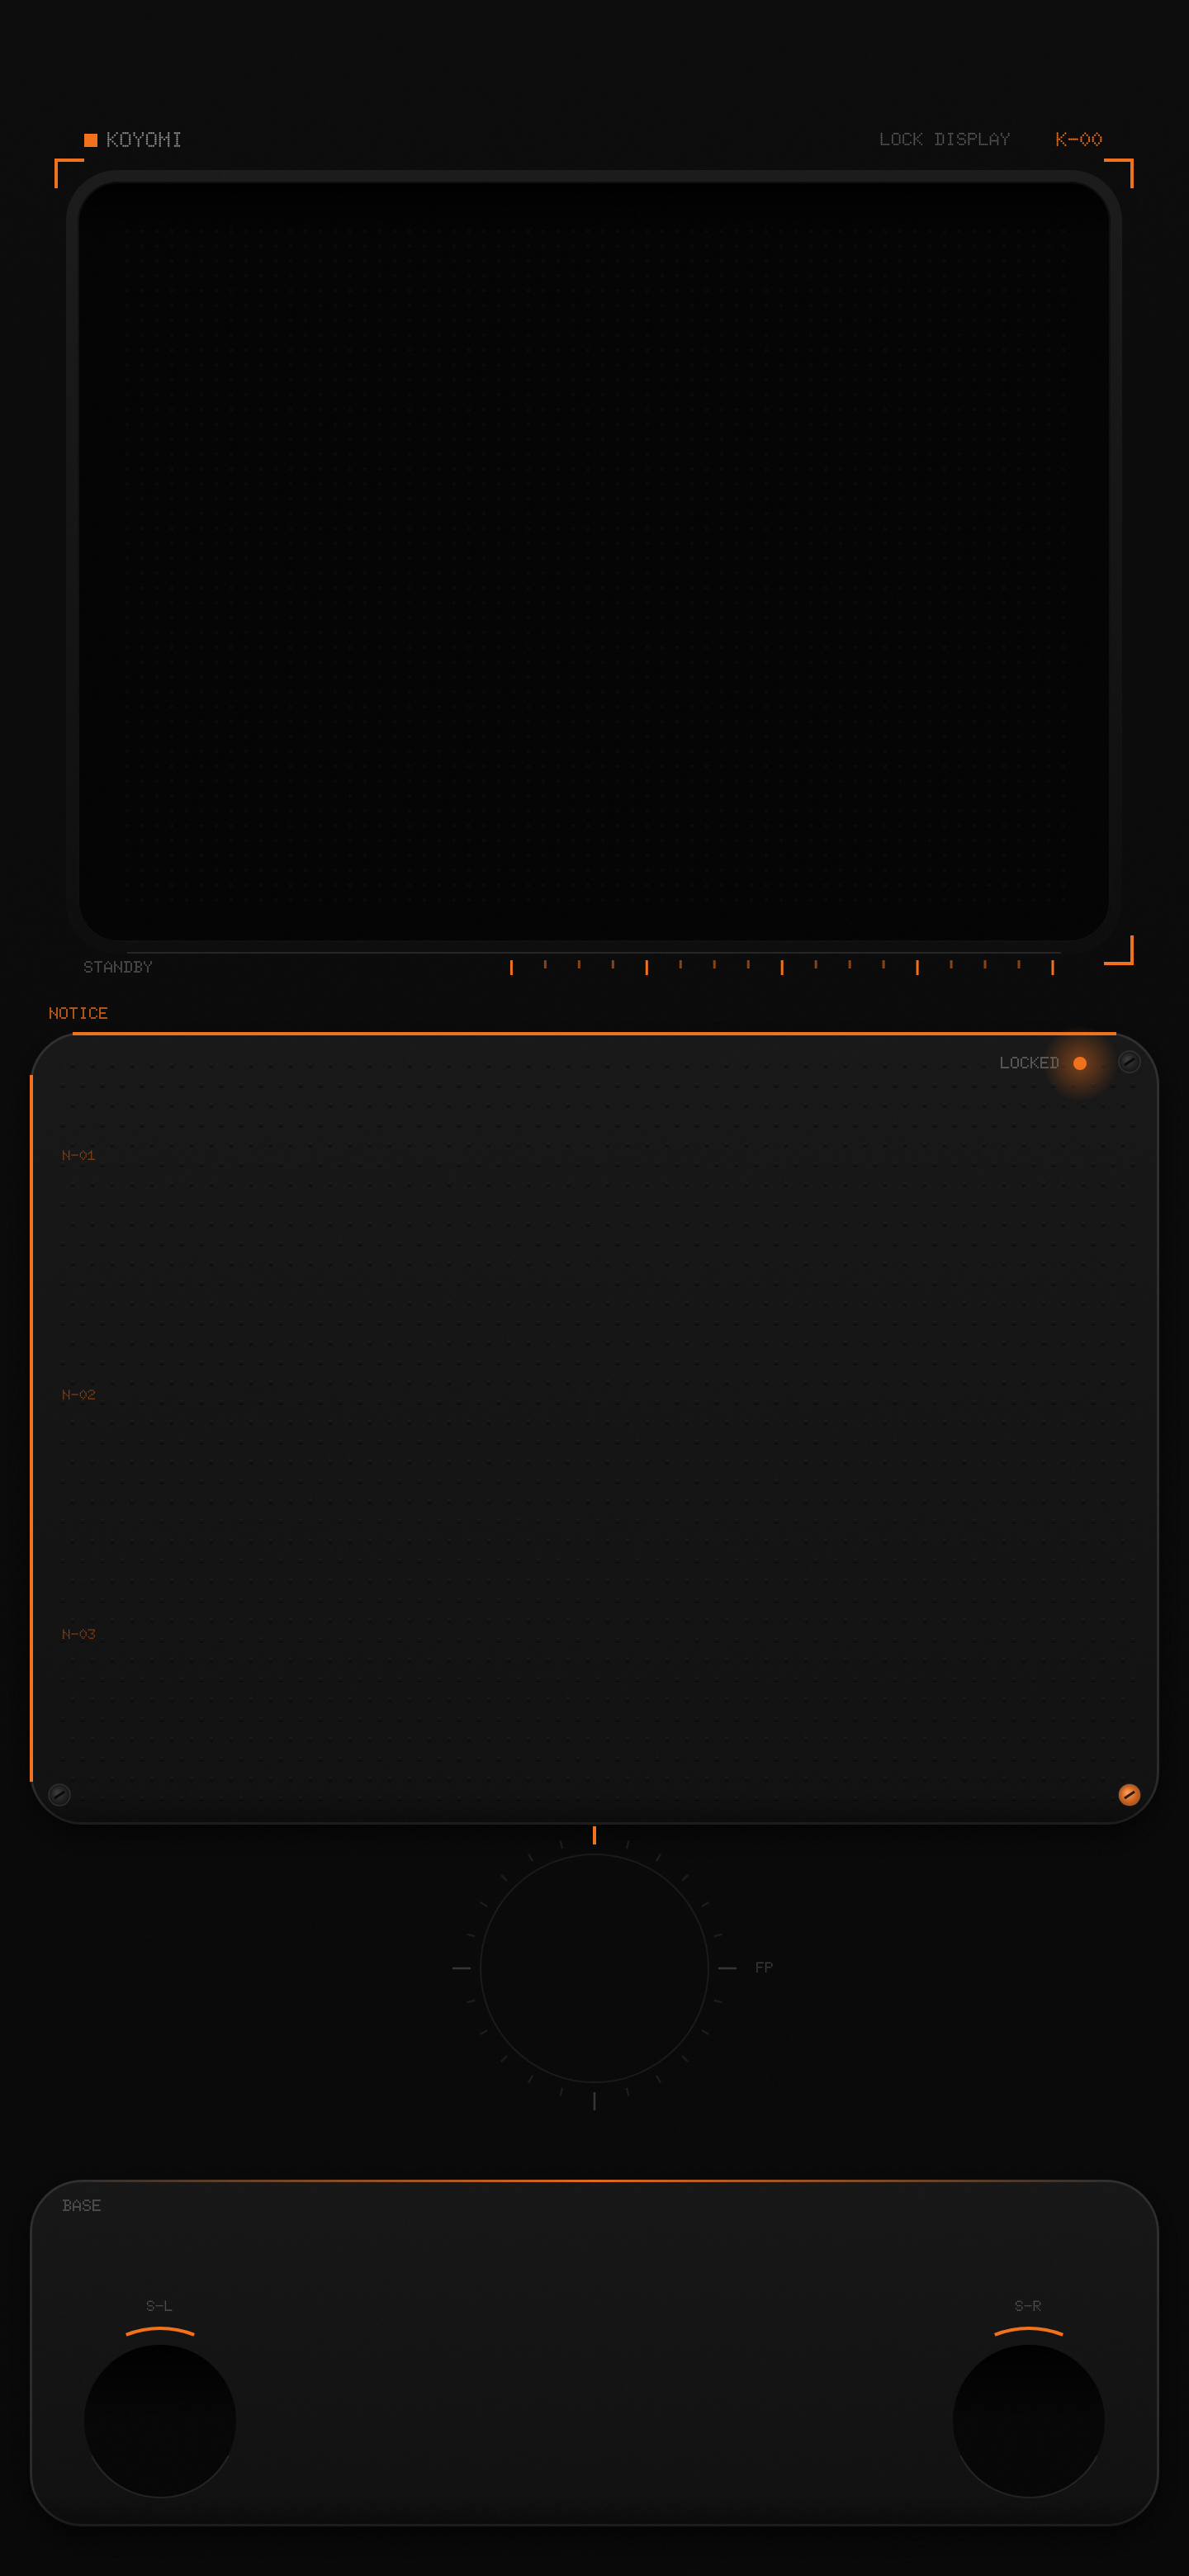 KOYOMI
LOCK DISPLAY K-00
STANDBY
NOTICE
LOCKED
N-01
N-02
N-03
FP
BASE
S-L
S-R